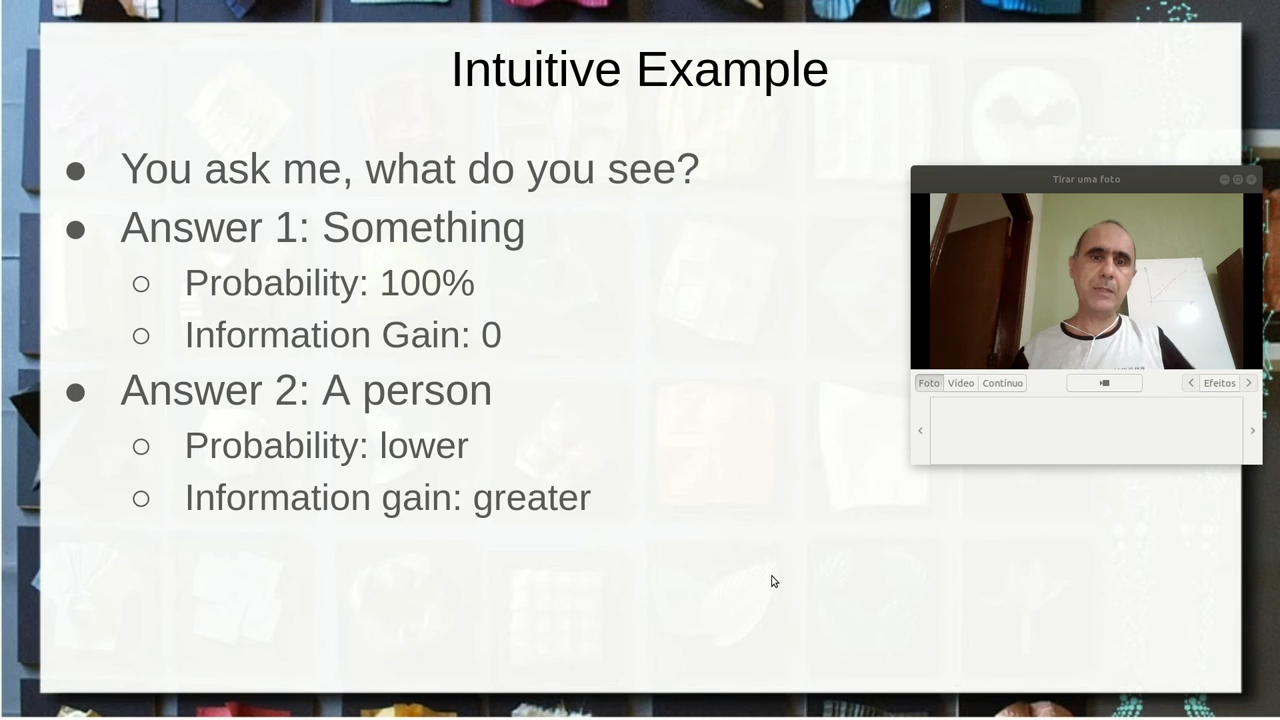 Intuitive Example
● You ask me, what do you see?
● Answer 1: Something
○ Probability: 100%
○ Information Gain: 0
● Answer 2: A person
○ Probability: lower
○ Information gain: greater
Tirar uma foto
Foto Vídeo Contínuo
Efeitos